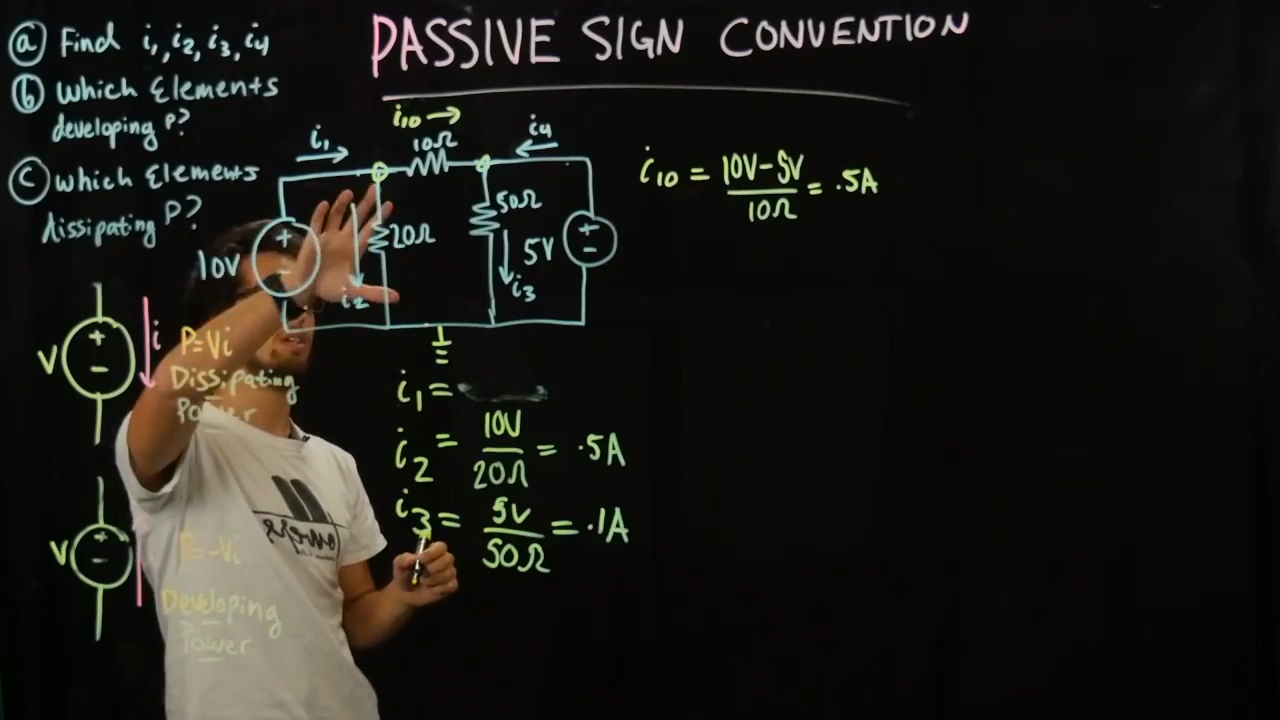 PASSIVE SIGN CONVENTION
ⓐ Find i₁, i₂, i₃, i₄
ⓑ Which Elements
developing P?
ⓒ Which Elements
dissipating P?
i₁₀ →
i₁
10Ω
i₄
10V
+
-
20Ω
i₂
50Ω
i₃
5V
+
-
i₁₀ = 10V-5V / 10Ω = .5A
V
+
-
i
P=Vi
Dissipating
Power
V
+
-
P=-Vi
Developing
Power
i₁ =
i₂ = 10V / 20Ω = .5A
i₃ = 5V / 50Ω = .1A